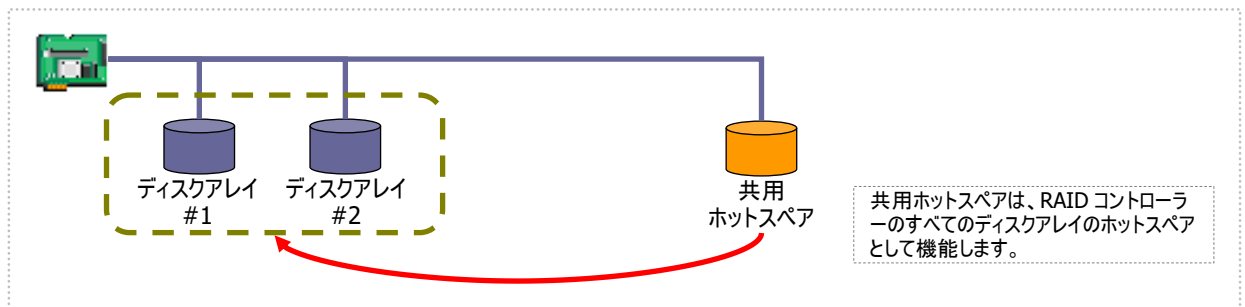 ディスクアレイ
#1
ディスクアレイ
#2
共用
ホットスペア
共用ホットスペアは、RAID コントローラ
ーのすべてのディスクアレイのホットスペア
として機能します。